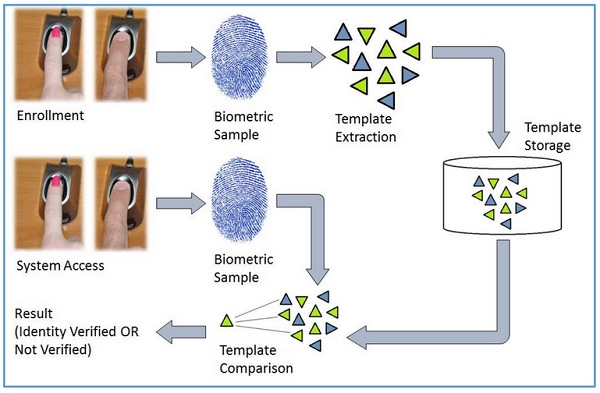 Enrollment
Biometric
Sample
Template
Extraction
Template
Storage
System Access
Biometric
Sample
Result
(Identity Verified OR
Not Verified)
Template
Comparison